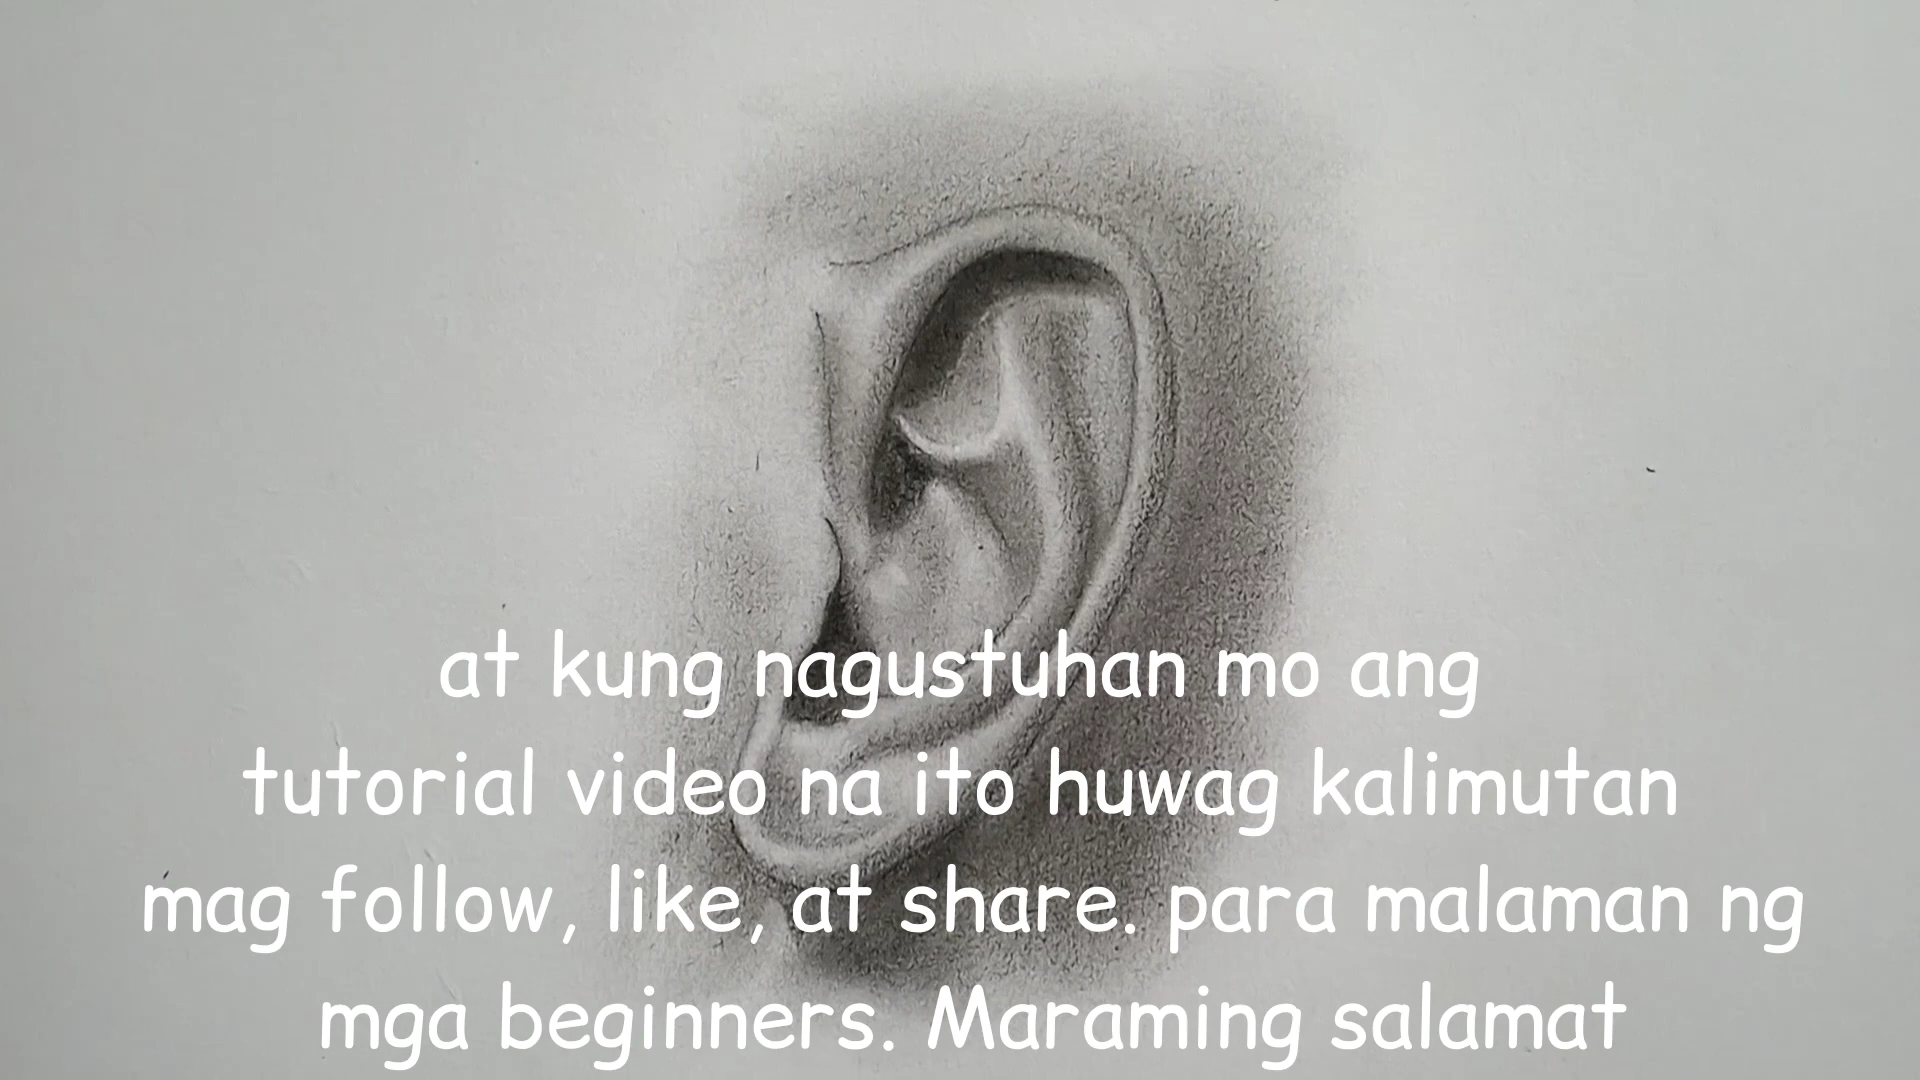 at kung nagustuhan mo ang
tutorial video na ito huwag kalimutan
mag follow, like, at share. para malaman ng
mga beginners. Maraming salamat